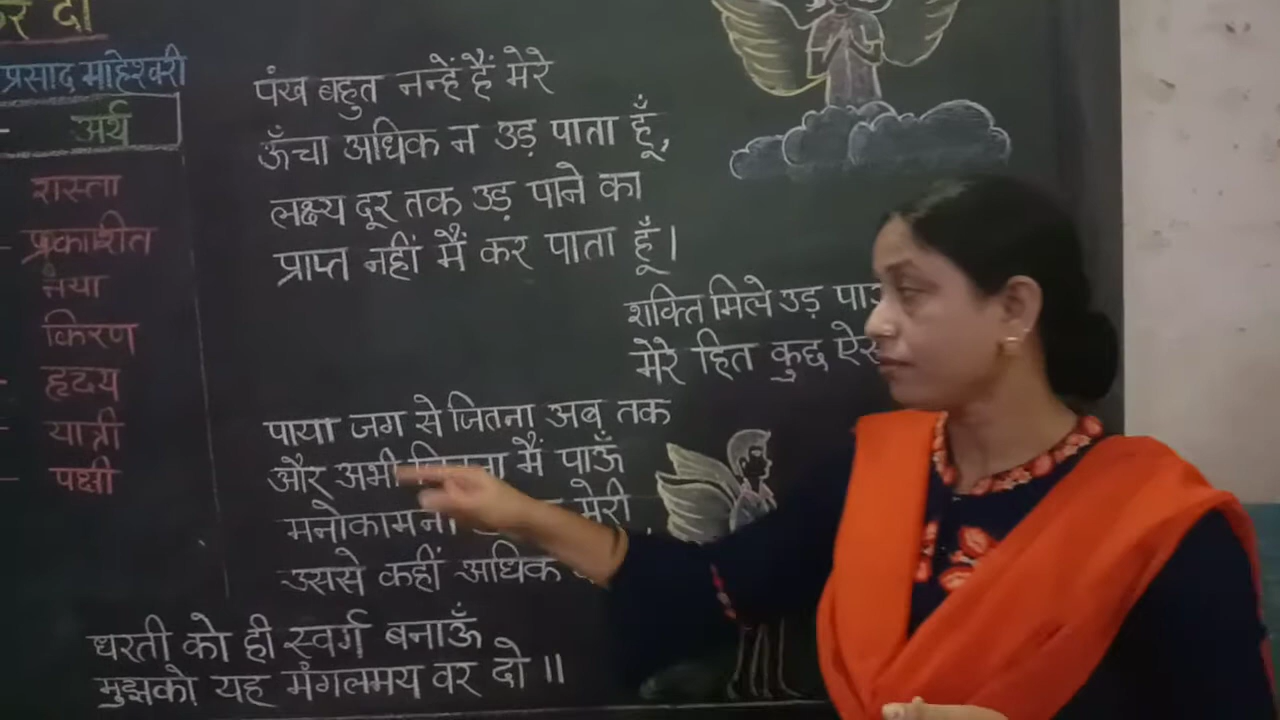 र दो
प्रसाद माहेश्वरी
अर्थ
रास्ता
प्रकाशीत
नया
किरण
हृदय
यात्री
पक्षी
पंख बहुत नन्हें हैं मेरे
ऊँचा अधिक न उड़ पाता हूँ,
लक्ष्य दूर तक उड़ पाने का
प्राप्त नहीं मैं कर पाता हूँ।
शक्ति मिले उड़ पाऊ
मेरे हित कुछ ऐस
पाया जग से जितना अब तक
और अभी मैं पाऊँ
मनोकामना मेरी
उससे कहीं अधिक
धरती को ही स्वर्ग बनाऊँ
मुझको यह मंगलमय वर दो ॥